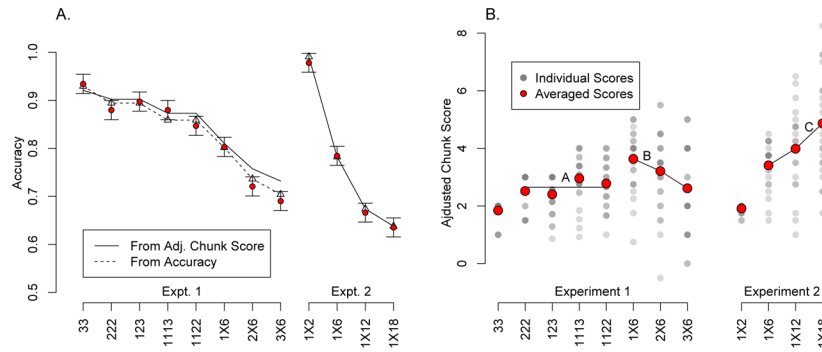 A.
B.
Accuracy
1.0
0.9
0.8
0.7
0.6
0.5
From Adj. Chunk Score
From Accuracy
Expt. 1
Expt. 2
33
222
123
1113
1122
1X6
2X6
3X6
1X2
1X6
1X12
1X18
Ajdusted Chunk Score
8
6
4
2
0
Individual Scores
Averaged Scores
A
B
C
Experiment 1
Experiment 2
33
222
123
1113
1122
1X6
2X6
3X6
1X2
1X6
1X12
1X18